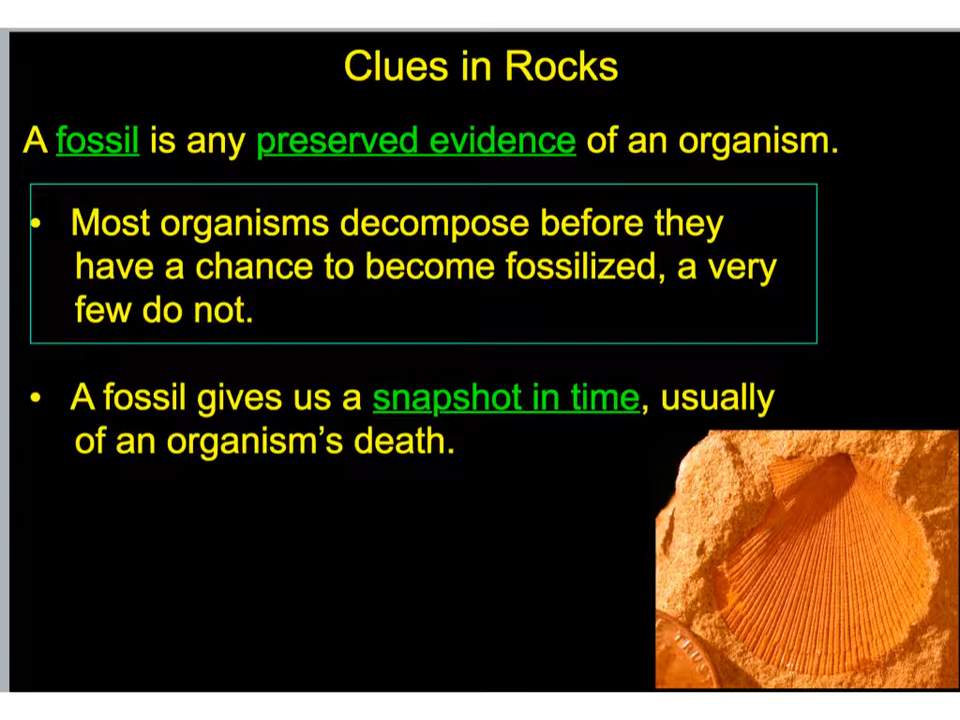 Clues in Rocks
A fossil is any preserved evidence of an organism.
• Most organisms decompose before they
have a chance to become fossilized, a very
few do not.
• A fossil gives us a snapshot in time, usually
of an organism’s death.
TRUST